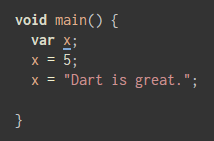 void main() {
  var x;
  x = 5;
  x = "Dart is great.";
}